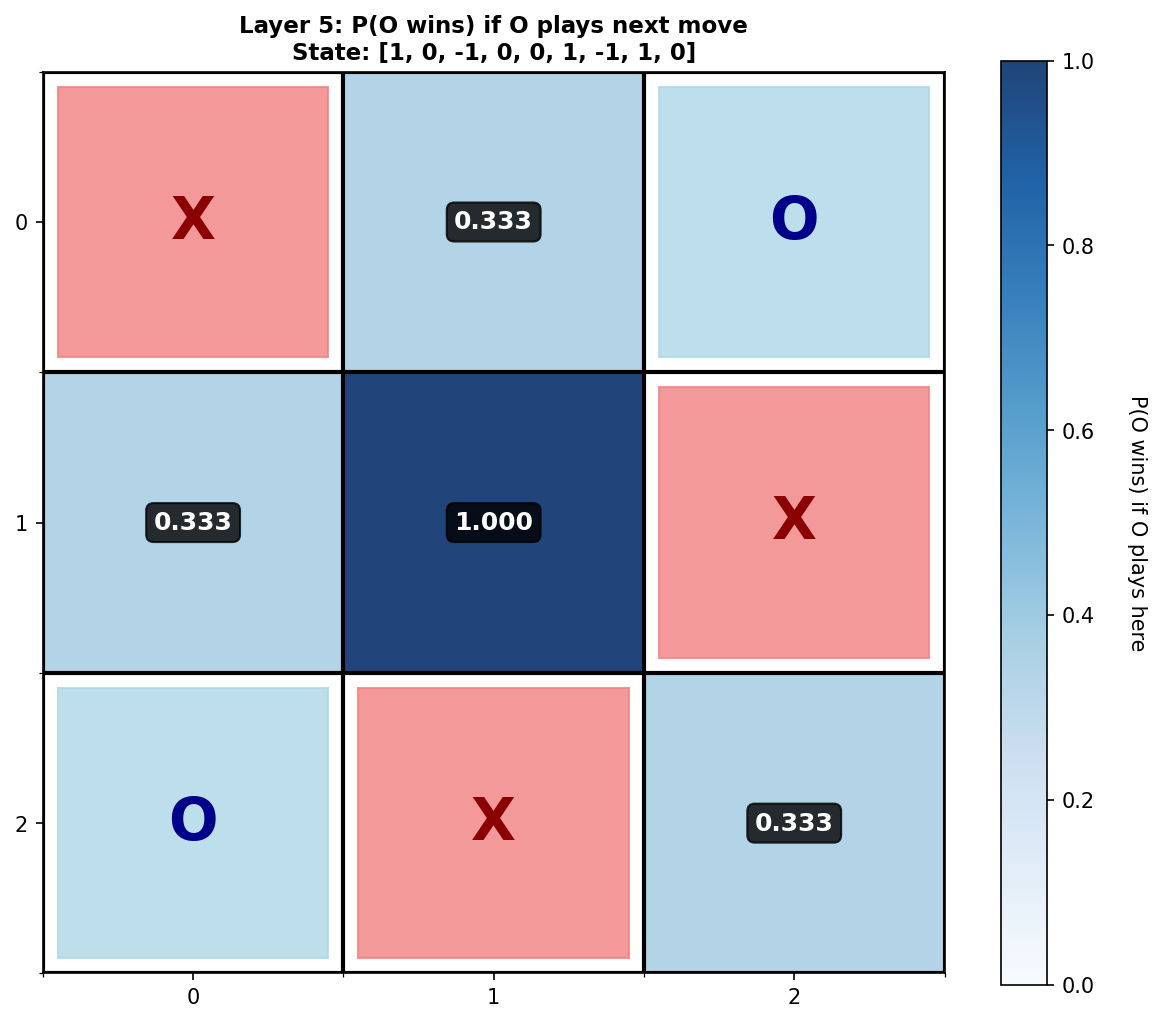 Layer 5: P(O wins) if O plays next move
State: [1, 0, -1, 0, 0, 1, -1, 1, 0]
0
X
0.333
O
1
0.333
1.000
X
2
O
X
0.333
0
1
2
1.0
0.8
0.6
0.4
0.2
0.0
P(O wins) if O plays here